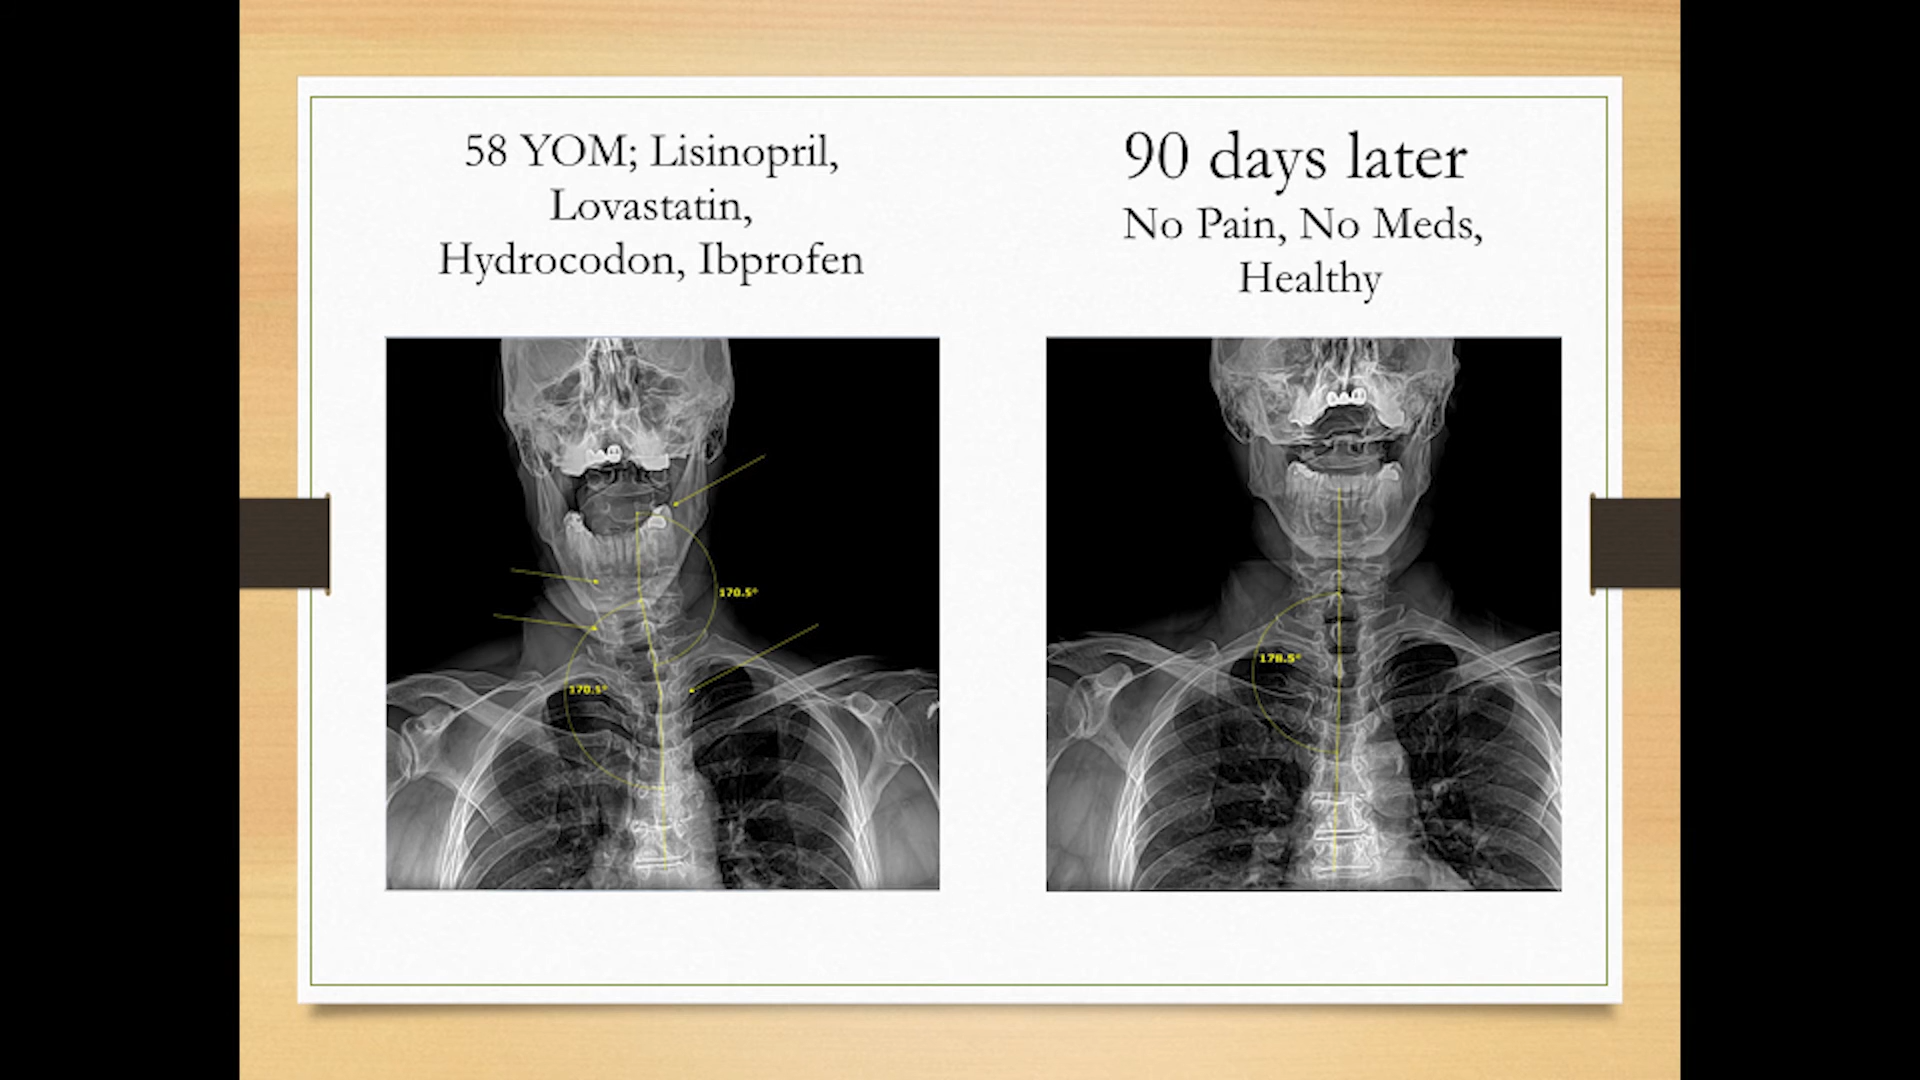 58 YOM; Lisinopril,
Lovastatin,
Hydrocodon, Ibprofen
90 days later
No Pain, No Meds,
Healthy
170.5°
170.5°
178.5°